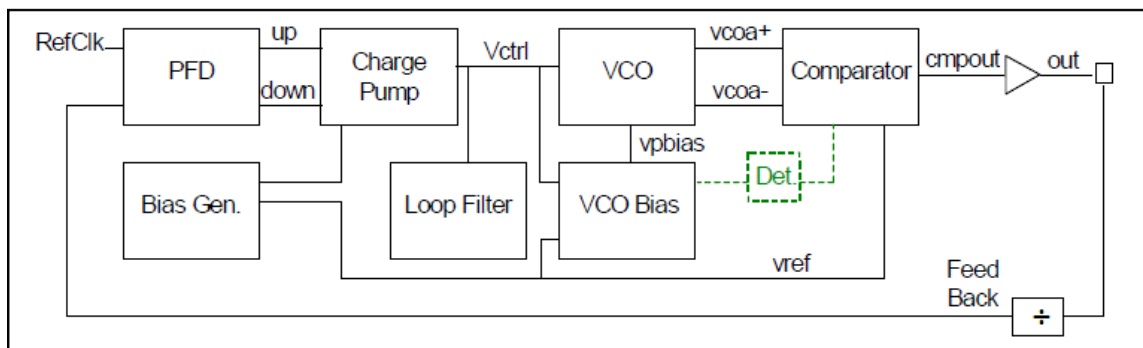 RefClk
PFD
up
down
Charge
Pump
Vctrl
VCO
vcoa+
vcoa-
Comparator
cmpout
out
vpbias
Bias Gen.
Loop Filter
VCO Bias
Det.
vref
Feed
Back
÷